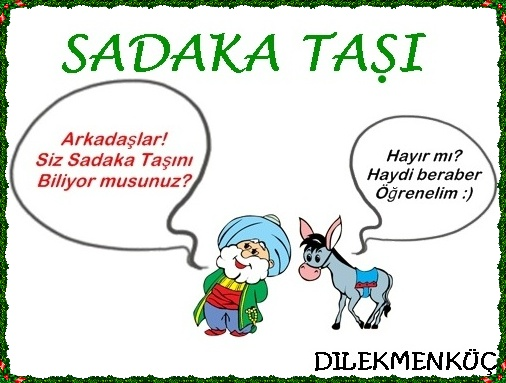 SADAKA TAŞI
Arkadaşlar!
Siz Sadaka Taşını
Biliyor musunuz?
Hayır mı?
Haydi beraber
Öğrenelim :)
DILEKMENKÜÇ